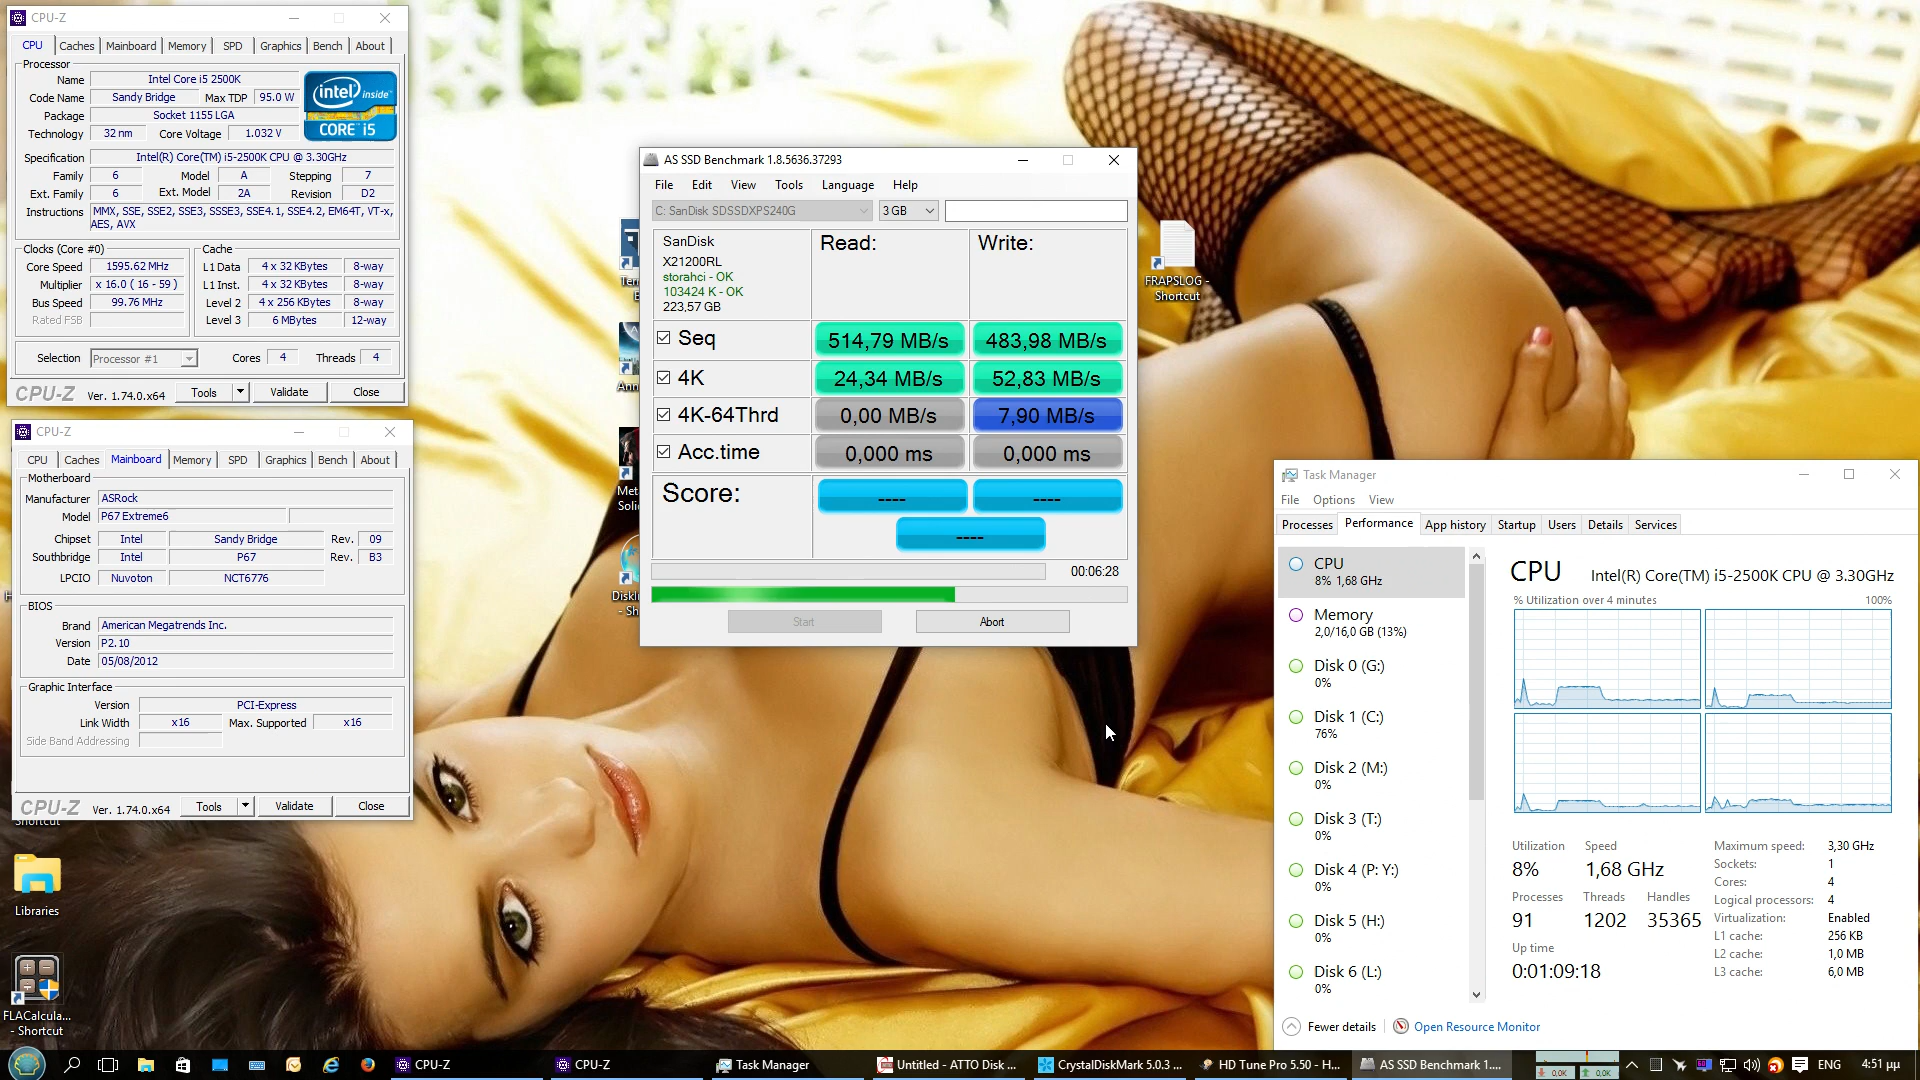 CPU-Z
CPU Caches Mainboard Memory SPD Graphics Bench About
Processor
Name Intel Core i5 2500K
Code Name Sandy Bridge Max TDP 95.0 W
Package Socket 1155 LGA
Technology 32 nm Core Voltage 1.032 V
intel inside™
CORE i5
Specification Intel(R) Core(TM) i5-2500K CPU @ 3.30GHz
Family 6 Model A Stepping 7
Ext. Family 6 Ext. Model 2A Revision D2
Instructions MMX, SSE, SSE2, SSE3, SSSE3, SSE4.1, SSE4.2, EM64T, VT-x,
AES, AVX
Clocks (Core #0)
Core Speed 1595.62 MHz
Multiplier x 16.0 ( 16 - 59 )
Bus Speed 99.76 MHz
Rated FSB
Cache
L1 Data 4 x 32 KBytes 8-way
L1 Inst. 4 x 32 KBytes 8-way
Level 2 4 x 256 KBytes 8-way
Level 3 6 MBytes 12-way
Selection Processor #1 Cores 4 Threads 4
CPU-Z Ver. 1.74.0.x64 Tools Validate Close
CPU-Z
CPU Caches Mainboard Memory SPD Graphics Bench About
Motherboard
Manufacturer ASRock
Model P67 Extreme6
Chipset Intel Sandy Bridge Rev. 09
Southbridge Intel P67 Rev. B3
LPCIO Nuvoton NCT6776
BIOS
Brand American Megatrends Inc.
Version P2.10
Date 05/08/2012
Graphic Interface
Version PCI-Express
Link Width x16 Max. Supported x16
Side Band Addressing
CPU-Z Ver. 1.74.0.x64 Tools Validate Close
Shortcut
Libraries
FLACalcula...
- Shortcut
AS SSD Benchmark 1.8.5636.37293
File Edit View Tools Language Help
C: SanDisk SDSSDXPS240G 3 GB
SanDisk
X21200RL
storahci - OK
103424 K - OK
223,57 GB
Read: Write:
Seq 514,79 MB/s 483,98 MB/s
4K 24,34 MB/s 52,83 MB/s
4K-64Thrd 0,00 MB/s 7,90 MB/s
Acc.time 0,000 ms 0,000 ms
Score: ---- ----
----
00:06:28
Start Abort
FRAPSLOG -
Shortcut
Task Manager
File Options View
Processes Performance App history Startup Users Details Services
CPU
8% 1,68 GHz
Memory
2,0/16,0 GB (13%)
Disk 0 (G:)
0%
Disk 1 (C:)
76%
Disk 2 (M:)
0%
Disk 3 (T:)
0%
Disk 4 (P: Y:)
0%
Disk 5 (H:)
0%
Disk 6 (L:)
0%
CPU Intel(R) Core(TM) i5-2500K CPU @ 3.30GHz
% Utilization over 4 minutes 100%
Utilization Speed
8% 1,68 GHz
Processes Threads Handles
91 1202 35365
Up time
0:01:09:18
Maximum speed: 3,30 GHz
Sockets: 1
Cores: 4
Logical processors: 4
Virtualization: Enabled
L1 cache: 256 KB
L2 cache: 1,0 MB
L3 cache: 6,0 MB
Fewer details Open Resource Monitor
CPU-Z CPU-Z Task Manager Untitled - ATTO Disk ... CrystalDiskMark 5.0.3 ... HD Tune Pro 5.50 - H... AS SSD Benchmark 1.... 0,0K 0,0K ENG 4:51 μμ